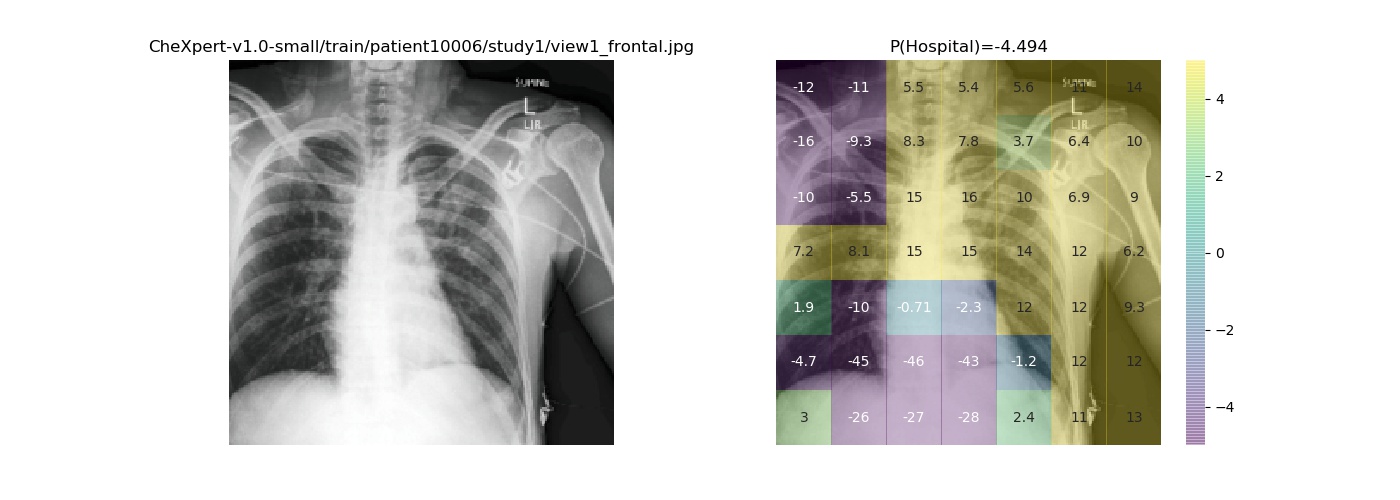 CheXpert-v1.0-small/train/patient10006/study1/view1_frontal.jpg
P(Hospital)=-4.494
L
-12 -11 5.5 5.4 5.6 11 14
-16 -9.3 8.3 7.8 3.7 6.4 10
-10 -5.5 15 16 10 6.9 9
7.2 8.1 15 15 14 12 6.2
1.9 -10 -0.71 -2.3 12 12 9.3
-4.7 -45 -46 -43 -1.2 12 12
3 -26 -27 -28 2.4 11 13
4
2
0
−2
−4